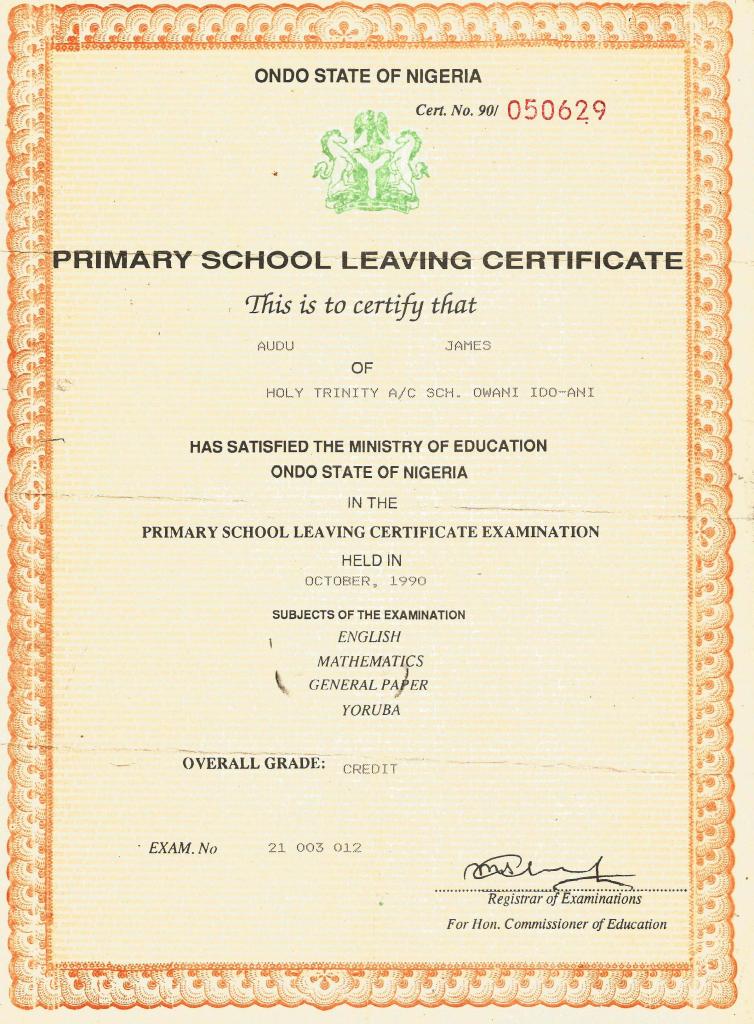 ONDO STATE OF NIGERIA
Cert. No. 90/ 050629
PRIMARY SCHOOL LEAVING CERTIFICATE
This is to certify that
AUDU JAMES
OF
HOLY TRINITY A/C SCH. OWANI IDO-ANI
HAS SATISFIED THE MINISTRY OF EDUCATION
ONDO STATE OF NIGERIA
IN THE
PRIMARY SCHOOL LEAVING CERTIFICATE EXAMINATION
HELD IN
OCTOBER, 1990
SUBJECTS OF THE EXAMINATION
ENGLISH
MATHEMATICS
GENERAL PAPER
YORUBA
OVERALL GRADE: CREDIT
EXAM. No 21 003 012
Registrar of Examinations
For Hon. Commissioner of Education